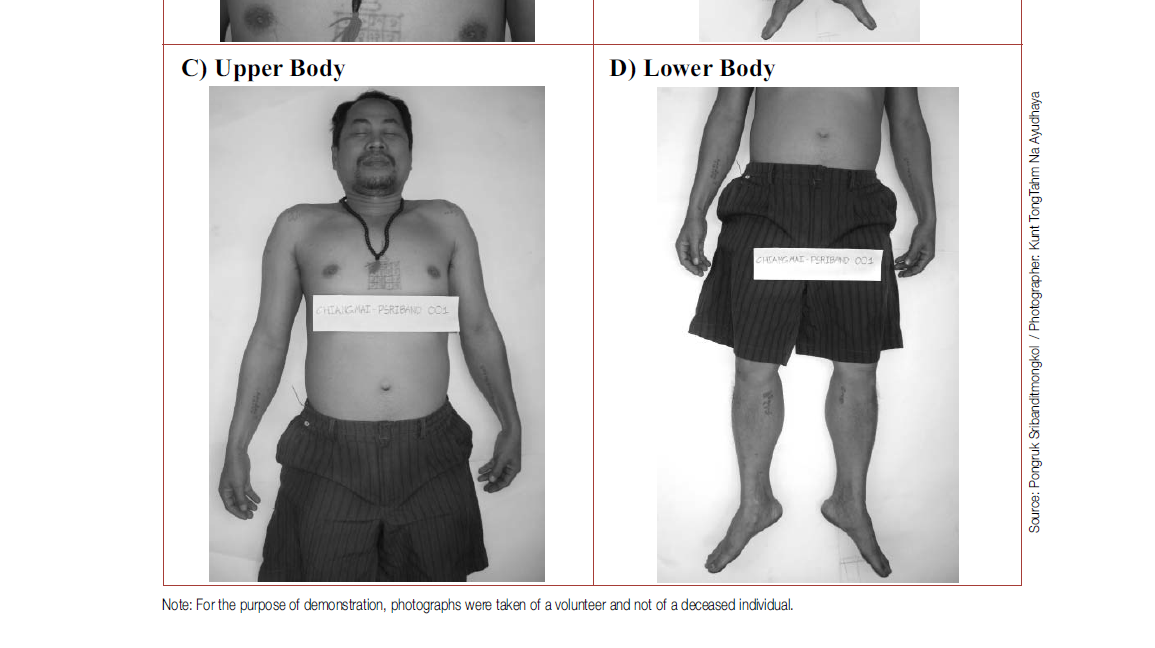 C) Upper Body
D) Lower Body
CHIANGMAI-PSRIBAND 001
CHIANGMAI-PSRIBAND 001
Source: Pongruk Sribanditmongkol / Photographer: Kunt TongTahm Na Ayudhaya
Note: For the purpose of demonstration, photographs were taken of a volunteer and not of a deceased individual.